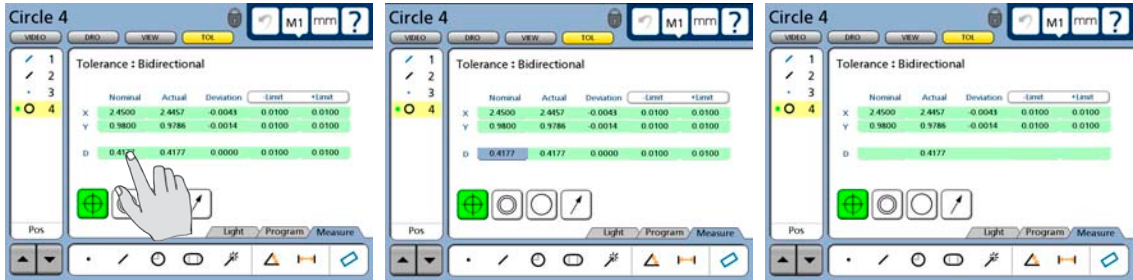 Circle 4
M1 mm ?
VIDEO DRO VIEW TOL
1
2
3
4
Tolerance : Bidirectional
Nominal Actual Deviation -Limit +Limit
X 2.4500 2.4457 -0.0043 0.0100 0.0100
Y 0.9800 0.9786 -0.0014 0.0100 0.0100
D 0.4177 0.4177 0.0000 0.0100 0.0100
Pos
Light Program Measure
Circle 4
M1 mm ?
VIDEO DRO VIEW TOL
1
2
3
4
Tolerance : Bidirectional
Nominal Actual Deviation -Limit +Limit
X 2.4500 2.4457 -0.0043 0.0100 0.0100
Y 0.9800 0.9786 -0.0014 0.0100 0.0100
D 0.4177 0.4177 0.0000 0.0100 0.0100
Pos
Light Program Measure
Circle 4
M1 mm ?
VIDEO DRO VIEW TOL
1
2
3
4
Tolerance : Bidirectional
Nominal Actual Deviation -Limit +Limit
X 2.4500 2.4457 -0.0043 0.0100 0.0100
Y 0.9800 0.9786 -0.0014 0.0100 0.0100
D 0.4177
Pos
Light Program Measure